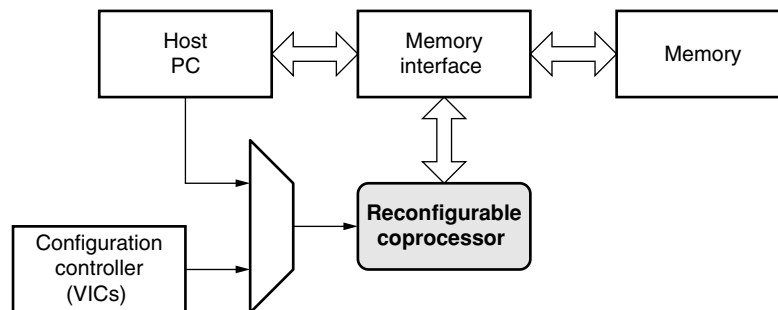 Host
PC
Memory
interface
Memory
Reconfigurable
coprocessor
Configuration
controller
(VICs)